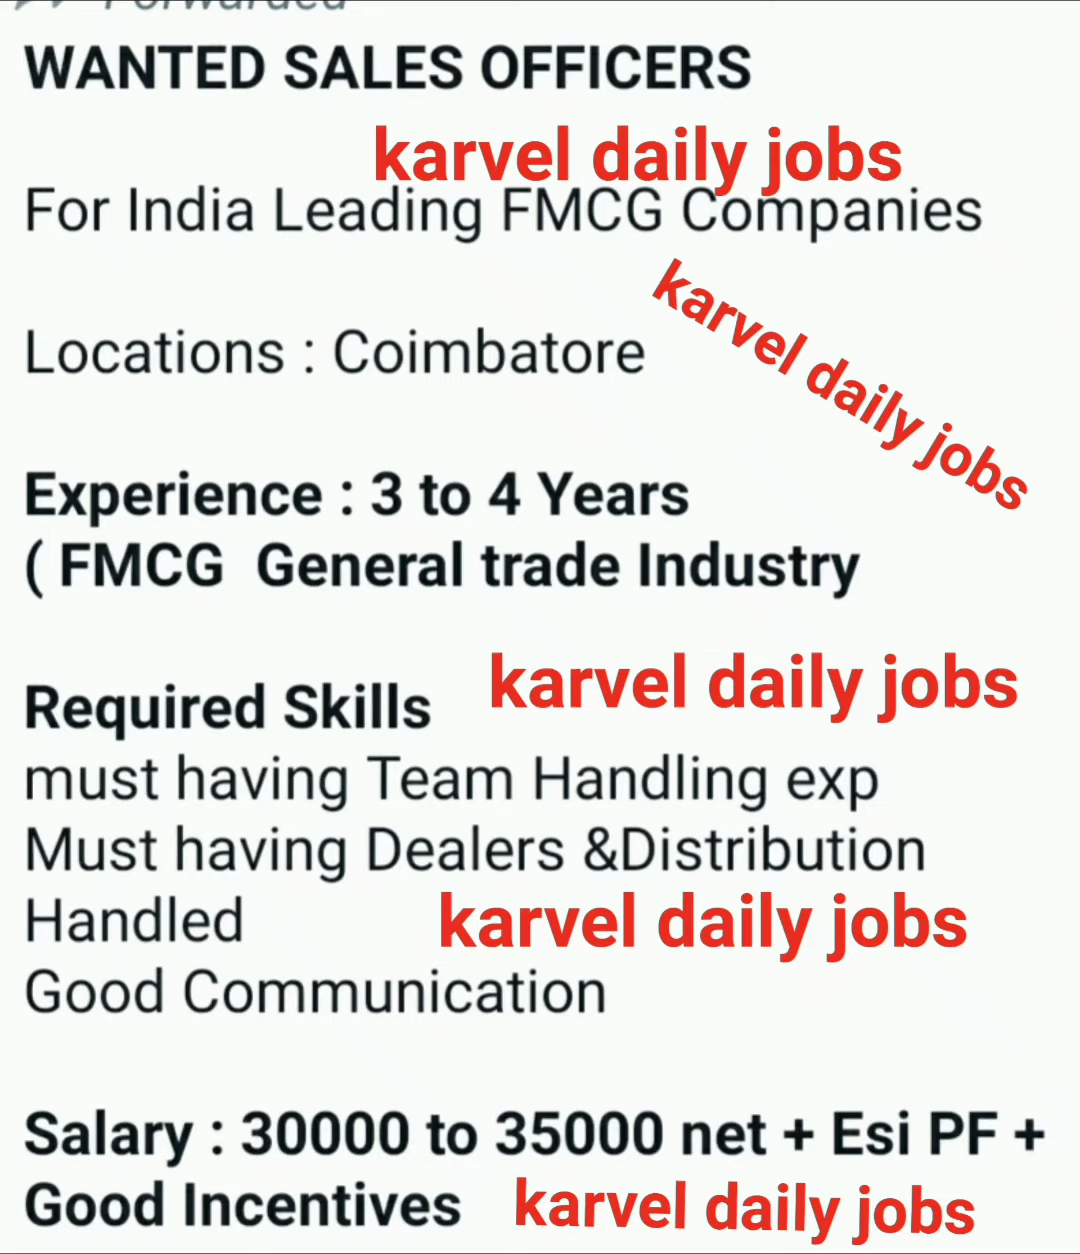 Forwarded
WANTED SALES OFFICERS
karvel daily jobs
For India Leading FMCG Companies
karvel daily jobs
Locations : Coimbatore
Experience : 3 to 4 Years
( FMCG General trade Industry
karvel daily jobs
Required Skills
must having Team Handling exp
Must having Dealers &Distribution
Handled
karvel daily jobs
Good Communication
Salary : 30000 to 35000 net + Esi PF +
Good Incentives
karvel daily jobs